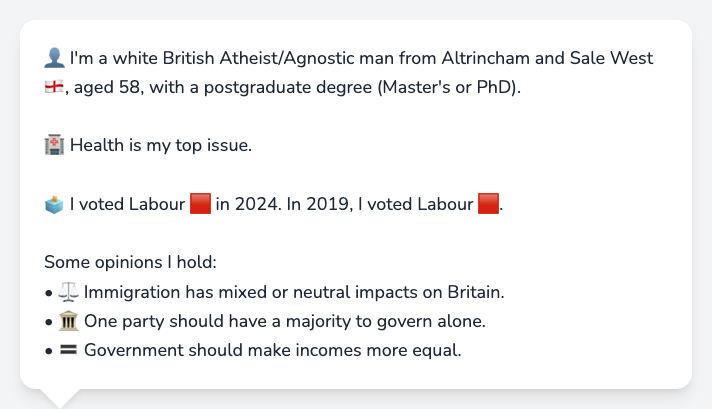 👤 I'm a white British Atheist/Agnostic man from Altrincham and Sale West
🏴󠁧󠁢󠁥󠁮󠁧󠁿, aged 58, with a postgraduate degree (Master's or PhD).
🏥 Health is my top issue.
🗳️ I voted Labour 🟥 in 2024. In 2019, I voted Labour 🟥.
Some opinions I hold:
• ⚖️ Immigration has mixed or neutral impacts on Britain.
• 🏛️ One party should have a majority to govern alone.
• 🟰 Government should make incomes more equal.